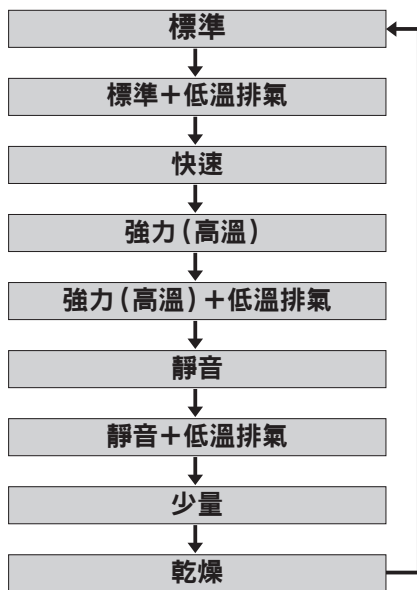 標準
標準＋低溫排氣
快速
強力（高溫）
強力（高溫）＋低溫排氣
靜音
靜音＋低溫排氣
少量
乾燥